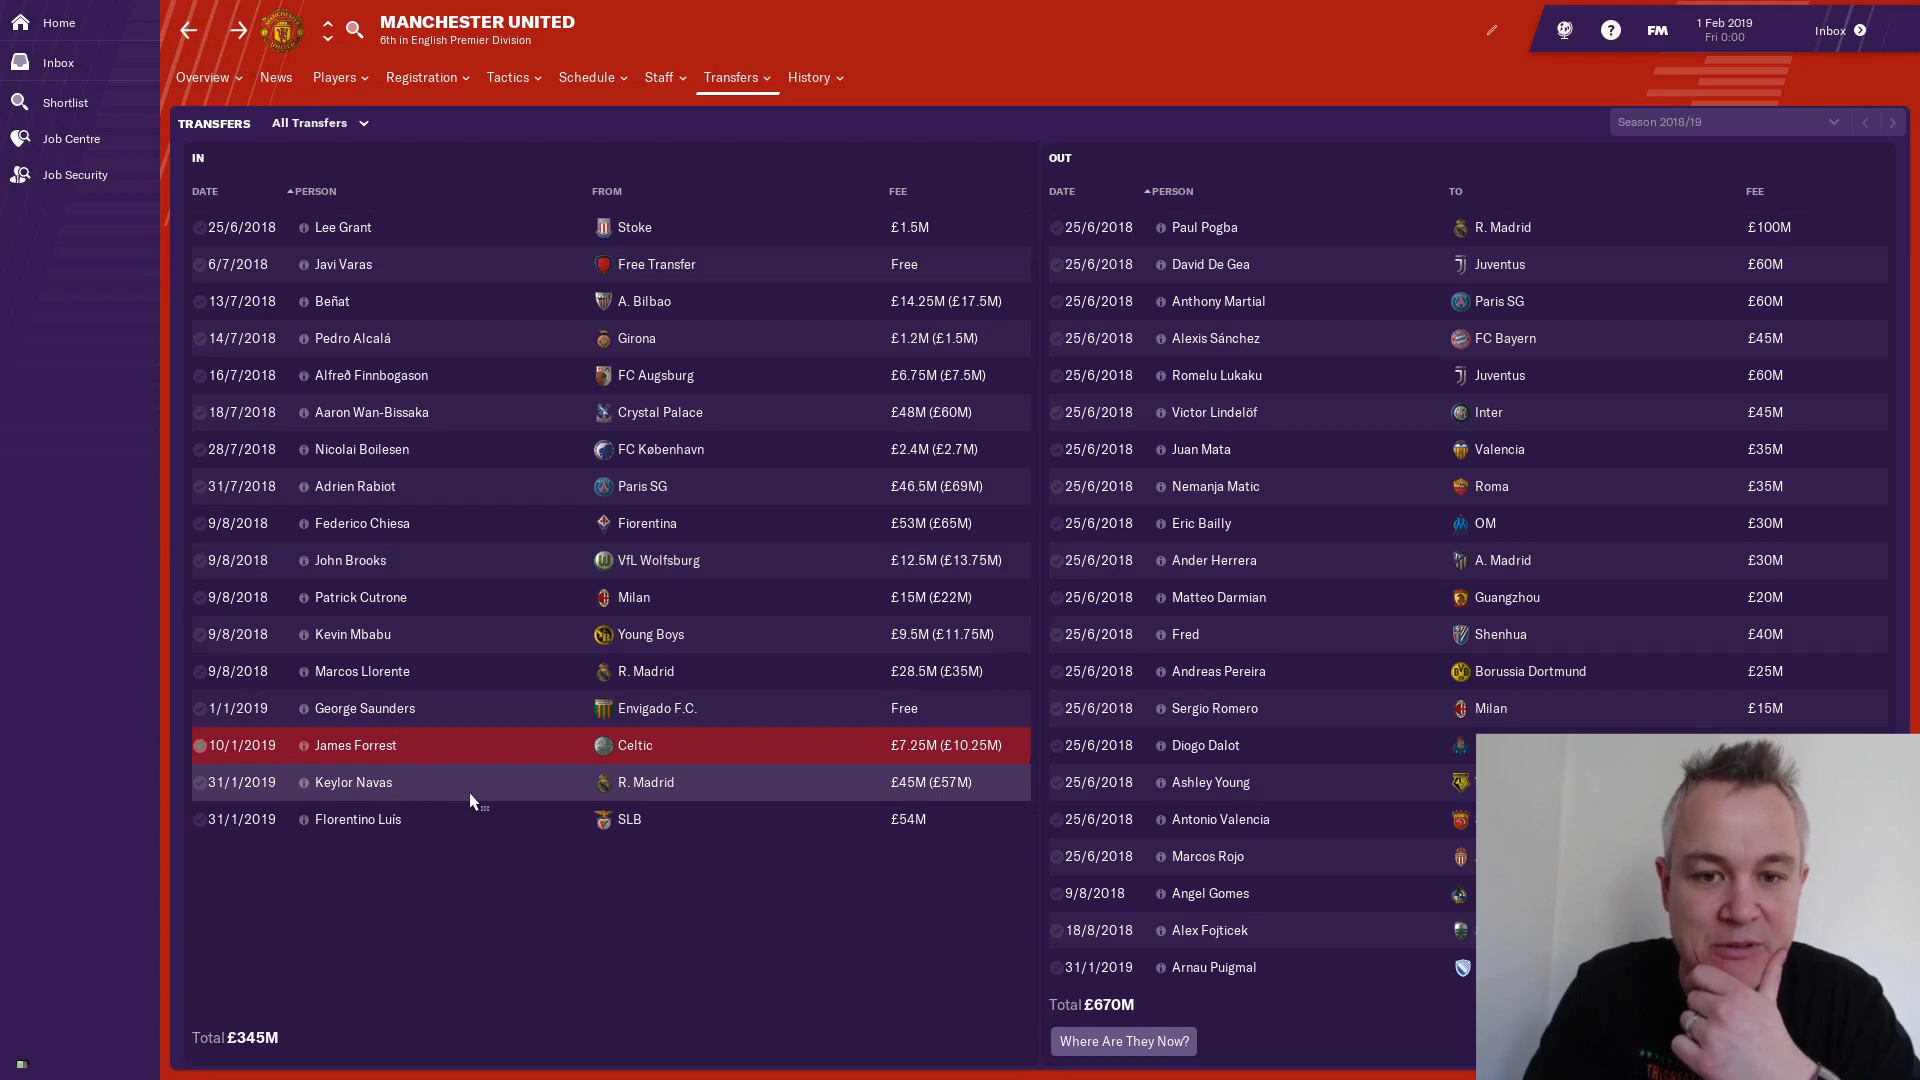 Home
Inbox
Shortlist
Job Centre
Job Security
MANCHESTER UNITED
6th in English Premier Division
FM
1 Feb 2019
Fri 0:00
Inbox
Overview News Players Registration Tactics Schedule Staff Transfers History
TRANSFERS All Transfers
Season 2018/19
IN
DATE PERSON FROM FEE
25/6/2018 Lee Grant Stoke £1.5M
6/7/2018 Javi Varas Free Transfer Free
13/7/2018 Beñat A. Bilbao £14.25M (£17.5M)
14/7/2018 Pedro Alcalá Girona £1.2M (£1.5M)
16/7/2018 Alfreð Finnbogason FC Augsburg £6.75M (£7.5M)
18/7/2018 Aaron Wan-Bissaka Crystal Palace £48M (£60M)
28/7/2018 Nicolai Boilesen FC København £2.4M (£2.7M)
31/7/2018 Adrien Rabiot Paris SG £46.5M (£69M)
9/8/2018 Federico Chiesa Fiorentina £53M (£65M)
9/8/2018 John Brooks VfL Wolfsburg £12.5M (£13.75M)
9/8/2018 Patrick Cutrone Milan £15M (£22M)
9/8/2018 Kevin Mbabu Young Boys £9.5M (£11.75M)
9/8/2018 Marcos Llorente R. Madrid £28.5M (£35M)
1/1/2019 George Saunders Envigado F.C. Free
10/1/2019 James Forrest Celtic £7.25M (£10.25M)
31/1/2019 Keylor Navas R. Madrid £45M (£57M)
31/1/2019 Florentino Luís SLB £54M
Total £345M
OUT
DATE PERSON TO FEE
25/6/2018 Paul Pogba R. Madrid £100M
25/6/2018 David De Gea Juventus £60M
25/6/2018 Anthony Martial Paris SG £60M
25/6/2018 Alexis Sánchez FC Bayern £45M
25/6/2018 Romelu Lukaku Juventus £60M
25/6/2018 Victor Lindelöf Inter £45M
25/6/2018 Juan Mata Valencia £35M
25/6/2018 Nemanja Matic Roma £35M
25/6/2018 Eric Bailly OM £30M
25/6/2018 Ander Herrera A. Madrid £30M
25/6/2018 Matteo Darmian Guangzhou £20M
25/6/2018 Fred Shenhua £40M
25/6/2018 Andreas Pereira Borussia Dortmund £25M
25/6/2018 Sergio Romero Milan £15M
25/6/2018 Diogo Dalot
25/6/2018 Ashley Young
25/6/2018 Antonio Valencia
25/6/2018 Marcos Rojo
9/8/2018 Angel Gomes
18/8/2018 Alex Fojticek
31/1/2019 Arnau Puigmal
Total £670M
Where Are They Now?